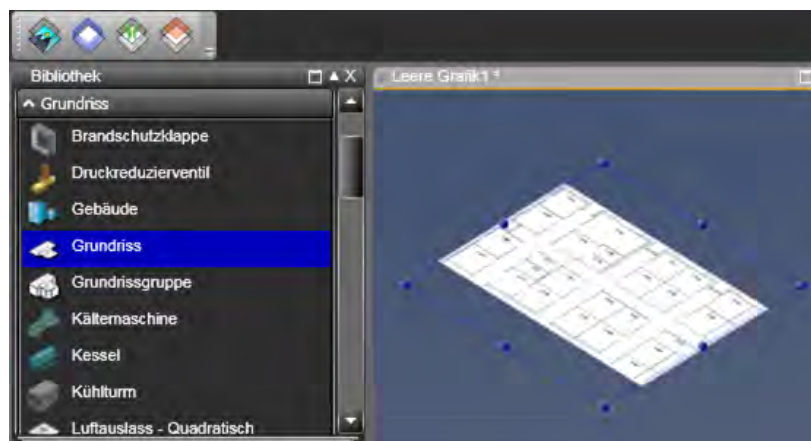 Bibliothek
Leere Grafik1 *
Grundriss
Brandschutzklappe
Druckreduzierventil
Gebäude
Grundriss
Grundrissgruppe
Kältemaschine
Kessel
Kühlturm
Luftauslass - Quadratisch